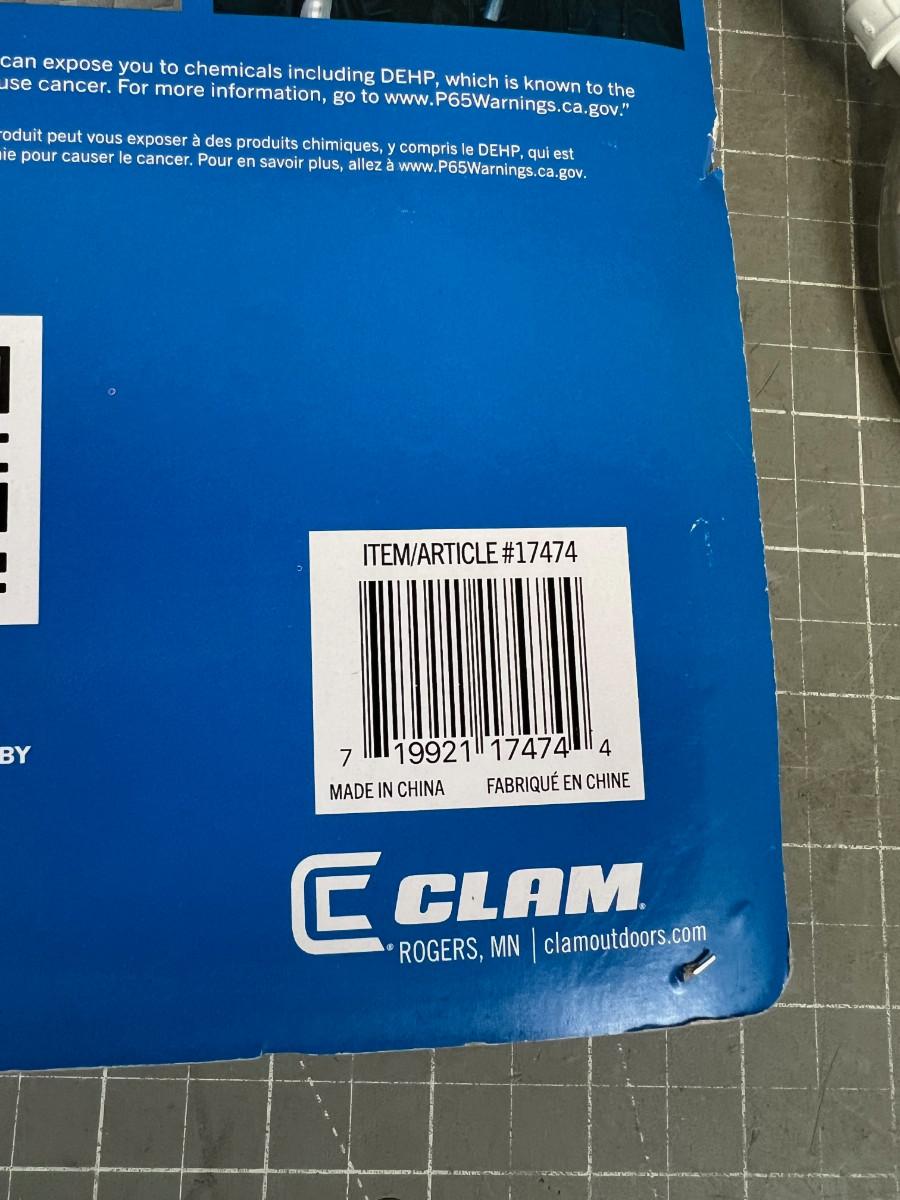 can expose you to chemicals including DEHP, which is known to the
use cancer. For more information, go to www.P65Warnings.ca.gov."
roduit peut vous exposer à des produits chimiques, y compris le DEHP, qui est
ie pour causer le cancer. Pour en savoir plus, allez à www.P65Warnings.ca.gov.
ITEM/ARTICLE #17474
7 19921 17474 4
BY
MADE IN CHINA FABRIQUÉ EN CHINE
CLAM®
® ROGERS, MN | clamoutdoors.com